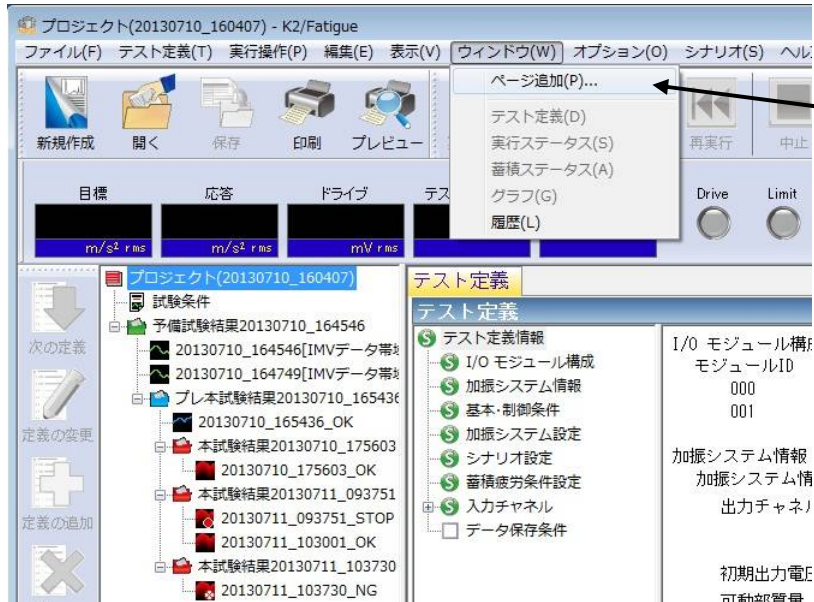 プロジェクト(20130710_160407) - K2/Fatigue
ファイル(F) テスト定義(T) 実行操作(P) 編集(E) 表示(V) ウィンドウ(W) オプション(O) シナリオ(S)
ページ追加(P)...
テスト定義(D)
実行ステータス(S)
蓄積ステータス(A)
グラフ(G)
履歴(L)
新規作成 開く 保存 印刷 プレビュー 再実行 中止
目標 応答 ドライブ Drive Limit
m/s² rms m/s² rms mV rms
次の定義
定義の変更
定義の追加
プロジェクト(20130710_160407)
試験条件
予備試験結果20130710_164546
20130710_164546[IMVデータ帯
20130710_164749[IMVデータ帯
プレ本試験結果20130710_165436
20130710_165436_OK
本試験結果20130710_175603
20130710_175603_OK
本試験結果20130711_093751
20130711_093751_STOP
20130711_103001_OK
本試験結果20130711_103730
20130711_103730_NG
テスト定義
テスト定義
テスト定義情報
I/O モジュール構成
加振システム情報
基本・制御条件
加振システム設定
シナリオ設定
蓄積疲労条件設定
入力チャネル
データ保存条件
I/O モジュール構
モジュールID
000
001
加振システム情報
加振システム情
出力チャネ
初期出力電
可動部質量